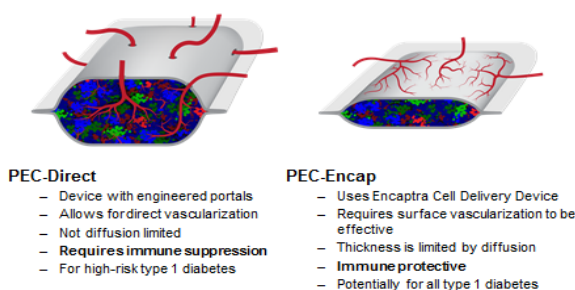 PEC-Direct
– Device with engineered portals
– Allows for direct vascularization
– Not diffusion limited
– Requires immune suppression
– For high-risk type 1 diabetes
PEC-Encap
– Uses Encaptra Cell Delivery Device
– Requires surface vascularization to be
effective
– Thickness is limited by diffusion
– Immune protective
– Potentially for all type 1 diabetes